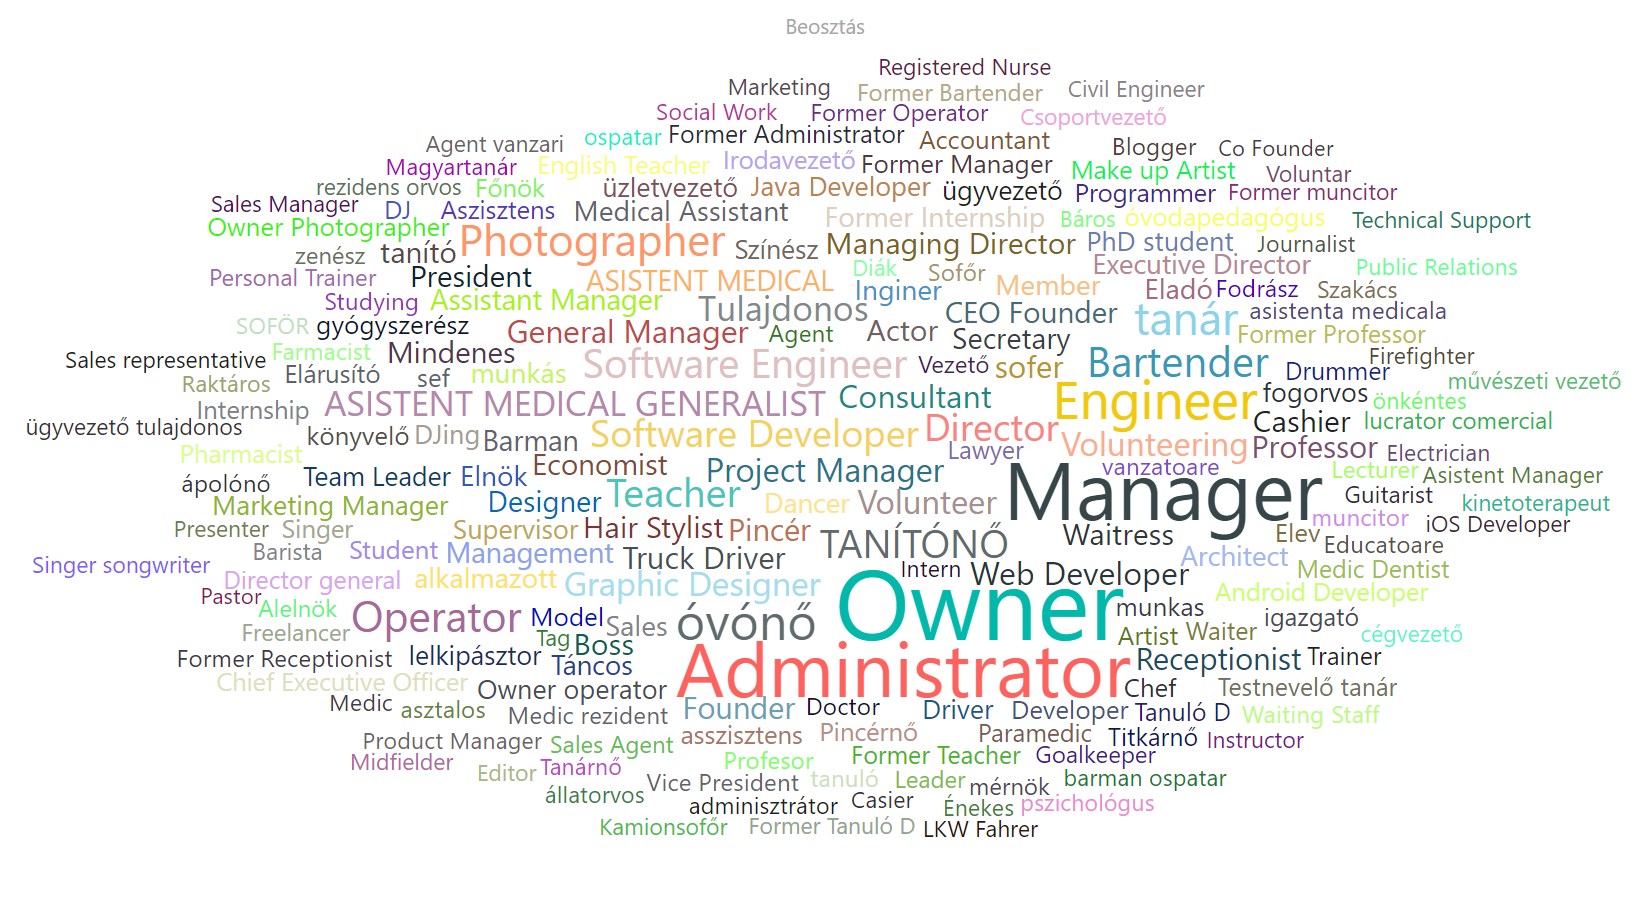 Beosztás
Registered Nurse
Marketing Former Bartender Civil Engineer
Social Work Former Operator Csoportvezető
Agent vanzari ospatar Former Administrator Accountant Blogger Co Founder
Magyartanár English Teacher Irodavezető Former Manager Make up Artist Voluntar
rezidens orvos Főnök üzletvezető Java Developer ügyvezető Programmer Former muncitor
Sales Manager DJ Aszisztens Medical Assistant Former Internship Báros óvodapedagógus Technical Support
Owner Photographer Photographer Színész Managing Director PhD student Journalist
zenész tanító
Personal Trainer President ASISTENT MEDICAL Diák Sofőr Executive Director Public Relations
Studying Assistant Manager Tulajdonos Inginer Member Eladó Fodrász Szakács
SOFÖR gyógyszerész General Manager Agent Actor CEO Founder tanár asistenta medicala
Secretary Former Professor
Sales representative Farmacist Mindenes Software Engineer Vezető sofer Bartender Firefighter
Raktáros Elárusító sef munkás Drummer művészeti vezető
Internship ASISTENT MEDICAL GENERALIST Consultant Engineer fogorvos önkéntes
ügyvezető tulajdonos könyvelő DJing Barman Software Developer Director Cashier lucrator comercial
Pharmacist Lawyer Volunteering Professor Electrician
ápolónő Team Leader Elnök Economist Project Manager vanzatoare Lecturer Asistent Manager
Marketing Manager Designer Teacher Dancer Volunteer Manager Guitarist kinetoterapeut
Presenter Singer Supervisor Hair Stylist Pincér muncitor iOS Developer
Barista Student Management Truck Driver TANÍTÓNŐ Waitress Elev Educatoare
Singer songwriter Director general alkalmazott Graphic Designer Intern Web Developer Architect Medic Dentist
Pastor Alelnök Owner munkas Android Developer
Freelancer Operator Model Sales óvónő igazgató
Tag Boss Artist Waiter cégvezető
Former Receptionist lelkipásztor Táncos Administrator Receptionist Trainer
Chief Executive Officer Owner operator Chef Testnevelő tanár
Medic asztalos Medic rezident Founder Doctor Driver Developer Tanuló D Waiting Staff
Product Manager Sales Agent asszisztens Pincérnő Paramedic Titkárnő Instructor
Midfielder Editor Tanárnő Profesor Former Teacher Goalkeeper
Vice President tanuló Leader mérnök barman ospatar
állatorvos adminisztrátor Casier Énekes pszichológus
Kamionsofőr Former Tanuló D LKW Fahrer